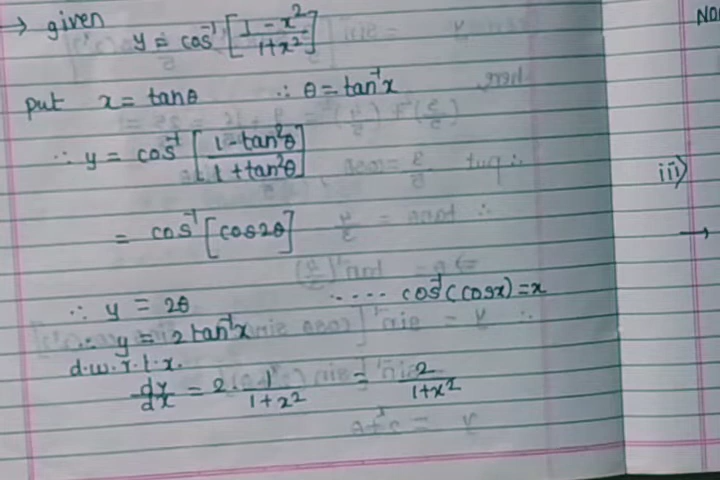 → given
y = cos⁻¹ [ (1 - x²) / (1 + x²) ]
put x = tanθ ∴ θ = tan⁻¹x
∴ y = cos⁻¹ [ (1 - tan²θ) / (1 + tan²θ) ]
= cos⁻¹ [cos2θ]
∴ y = 2θ ..... cos⁻¹(cosx) = x
∴ y = 2 tan⁻¹x
d.w.r.t.x.
dy/dx = 2 · 1/(1+x²) = 2/(1+x²)
NO
iii)
→